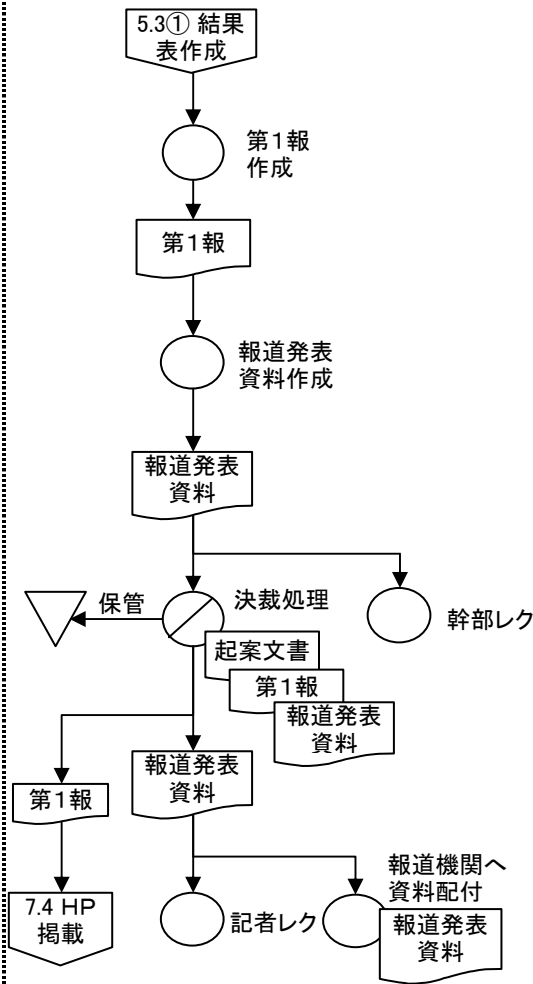 5.3① 結果
表作成
第1報
作成
第1報
報道発表
資料作成
報道発表
資料
保管
決裁処理
幹部レク
起案文書
第1報
報道発表
資料
報道発表
資料
第1報
7.4 HP
掲載
記者レク
報道機関へ
資料配付
報道発表
資料